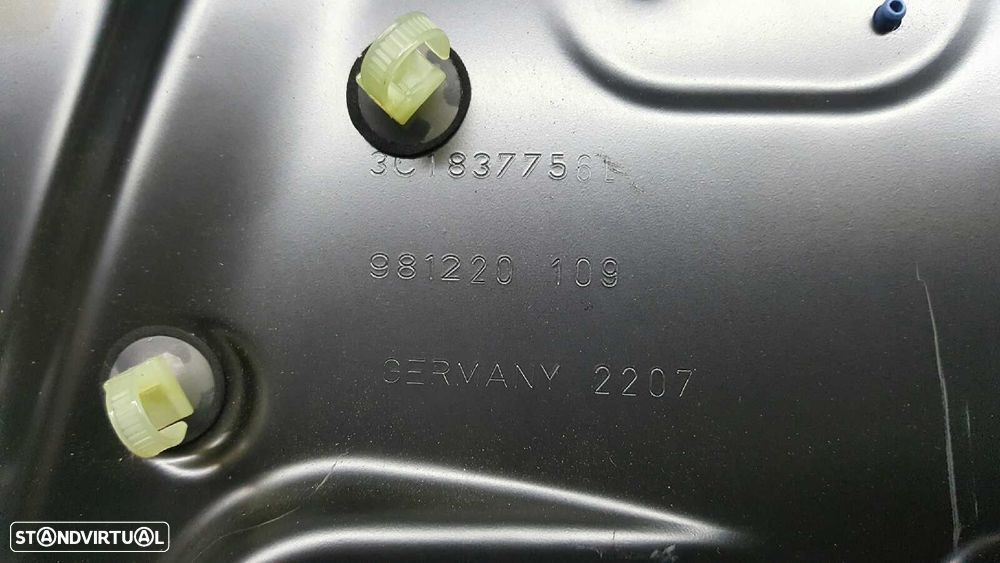 3C1837756
981220 109
GERMANY 2207
STANDVIRTUAL